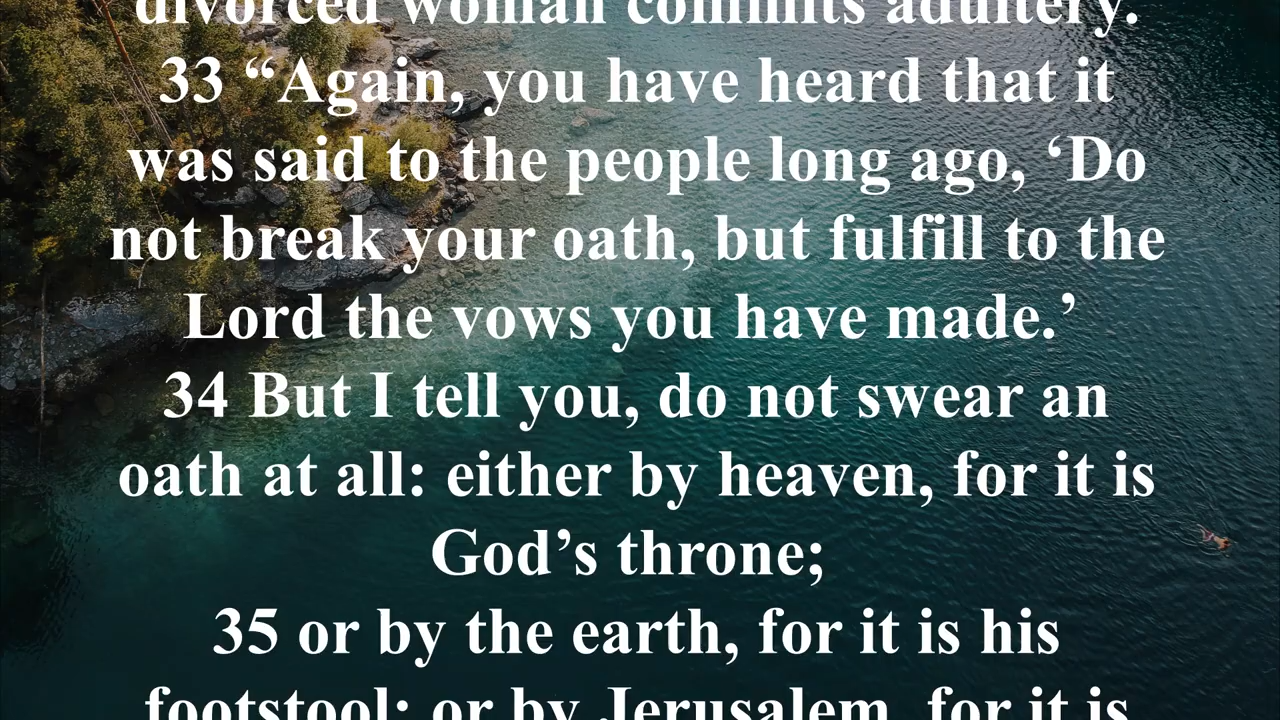 divorced woman commits adultery.
33 “Again, you have heard that it
was said to the people long ago, ‘Do
not break your oath, but fulfill to the
Lord the vows you have made.’
34 But I tell you, do not swear an
oath at all: either by heaven, for it is
God’s throne;
35 or by the earth, for it is his
footstool; or by Jerusalem, for it is